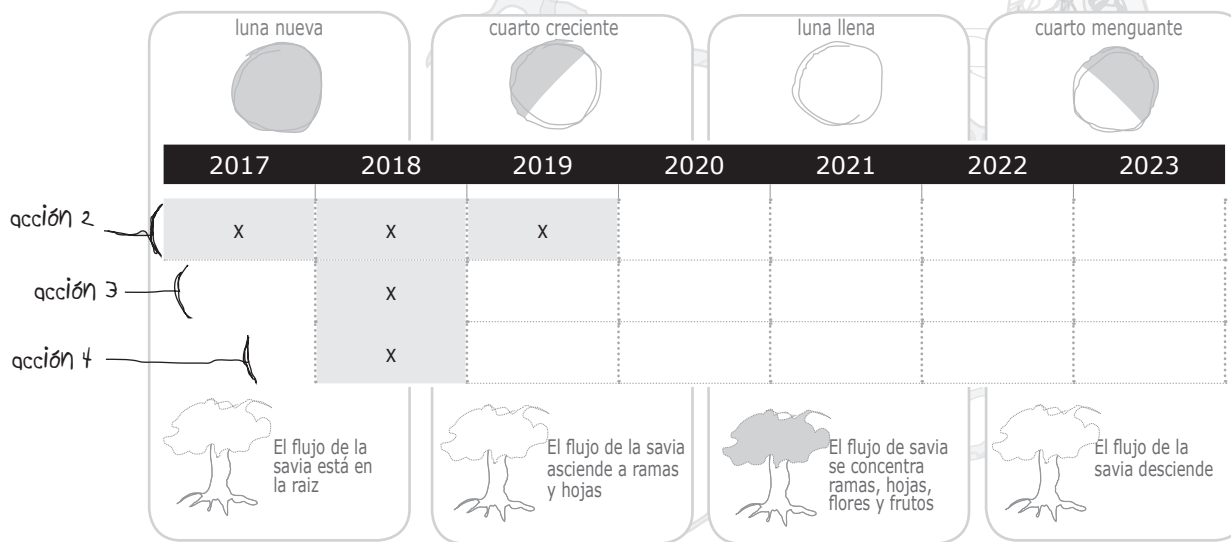 luna nueva
cuarto creciente
luna llena
cuarto menguante
2017 2018 2019 2020 2021 2022 2023
acción 2 x x x
acción 3 x
acción 4 x
El flujo de la
savia está en
la raiz
El flujo de la savia
asciende a ramas
y hojas
El flujo de savia
se concentra
ramas, hojas,
flores y frutos
El flujo de la
savia desciende